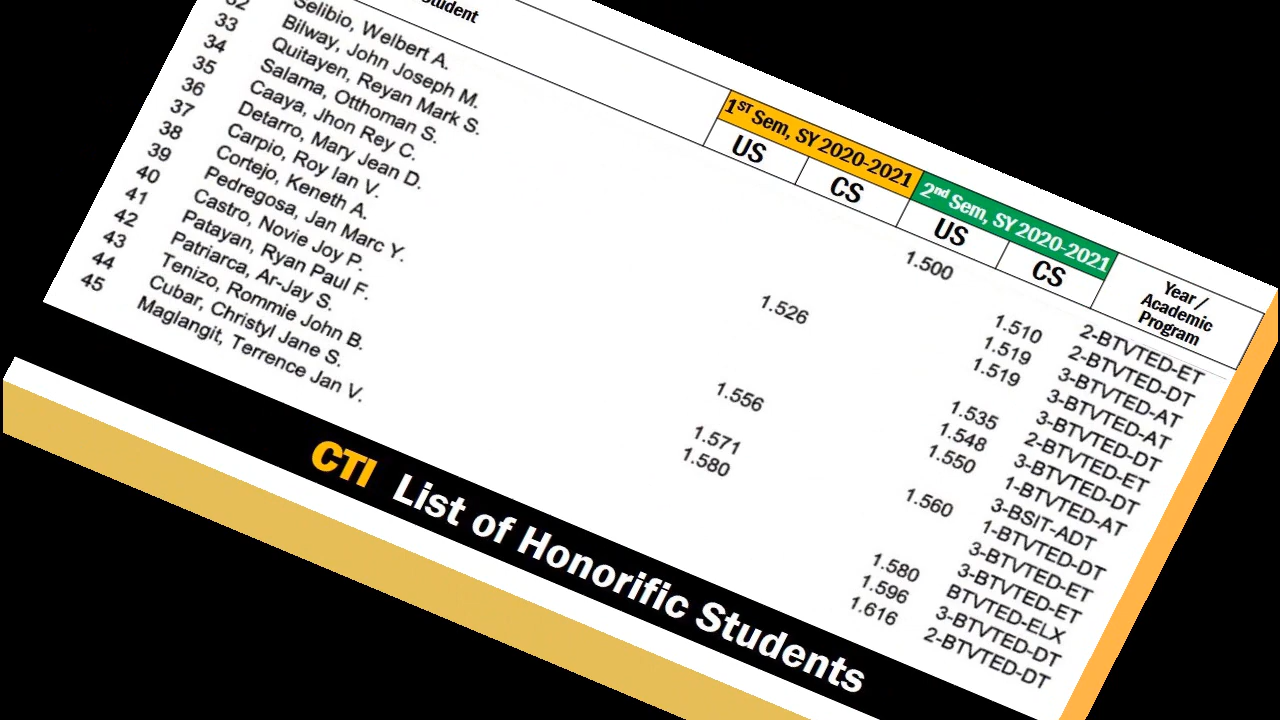 Student
1ST Sem, SY 2020-2021
2nd Sem, SY 2020-2021
Year/
Academic
Program
US CS US CS
Selibio, Welbert A. 1.500 2-BTVTED-ET
32 Bilway, John Joseph M. 1.510 2-BTVTED-DT
33 Quitayen, Reyan Mark S. 1.519 3-BTVTED-AT
34 Salama, Otthoman S. 1.519 3-BTVTED-AT
35 Caaya, Jhon Rey C. 1.526 3-BTVTED-DT
36 Detarro, Mary Jean D. 1.535 2-BTVTED-ET
37 Carpio, Roy Ian V. 1.548 3-BTVTED-DT
38 Cortejo, Keneth A. 1.550 1-BTVTED-AT
39 Pedregosa, Jan Marc Y. 1.556 3-BSIT-ADT
40 Castro, Novie Joy P. 1.560 1-BTVTED-DT
41 Patayan, Ryan Paul F. 1.571 3-BTVTED-ET
42 Patriarca, Ar-Jay S. 1.580 3-BTVTED-ET
43 Tenizo, Rommie John B. 1.580 BTVTED-ELX
44 Cubar, Christyl Jane S. 1.596 3-BTVTED-DT
45 Maglangit, Terrence Jan V. 1.616 2-BTVTED-DT
CTI List of Honorific Students